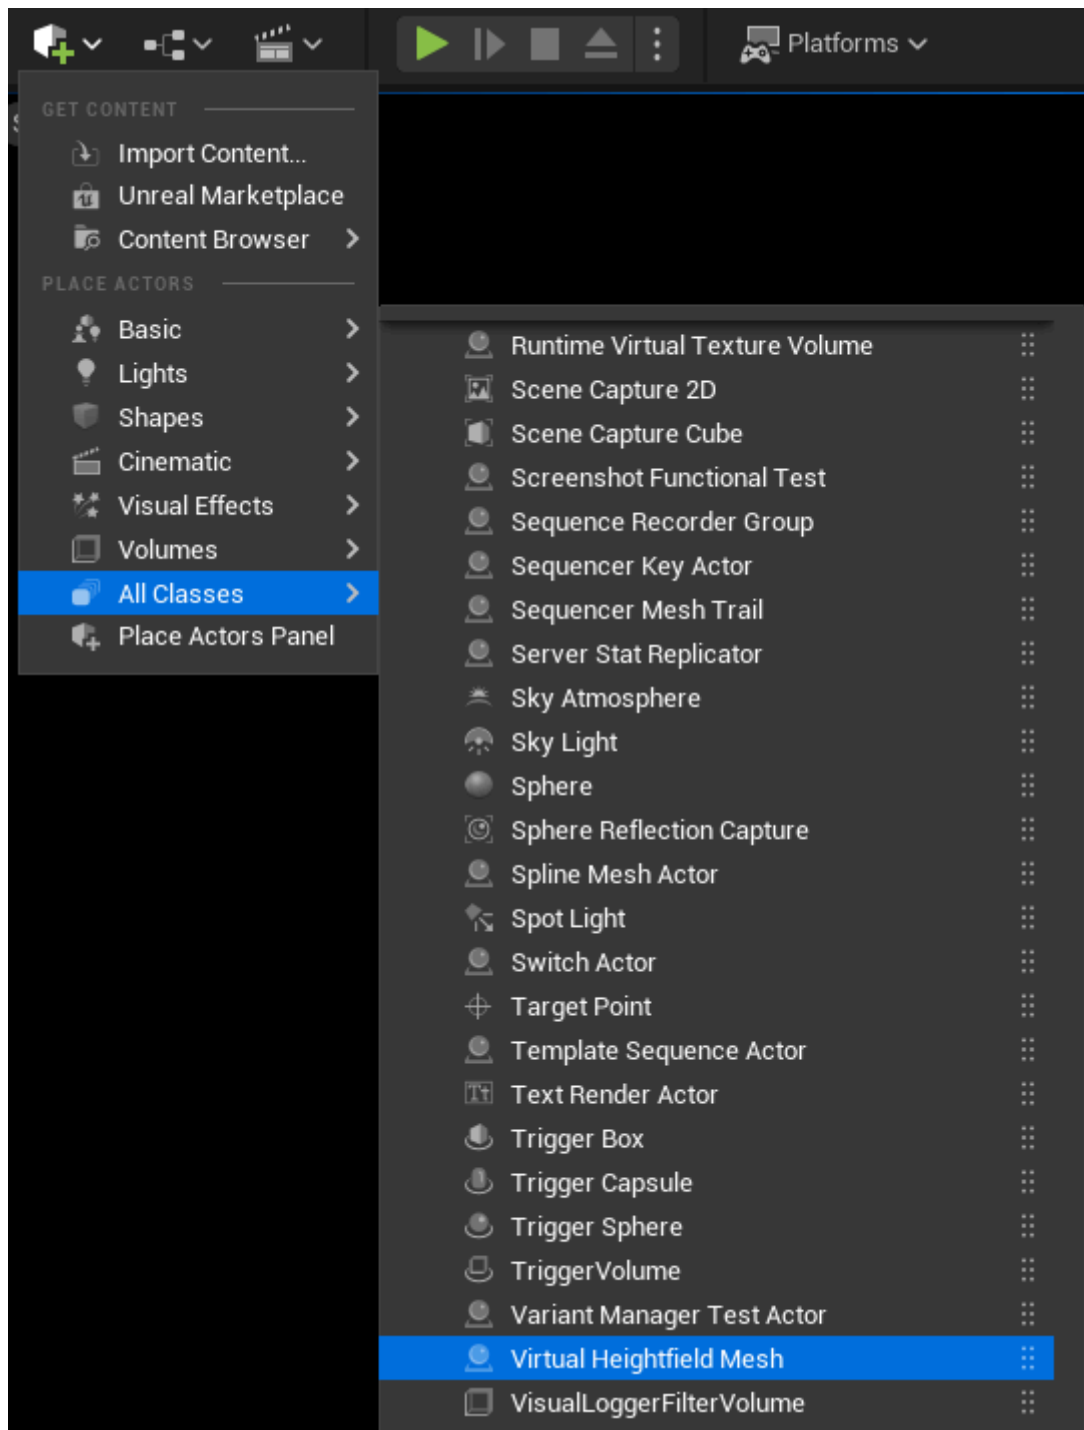 Platforms
GET CONTENT
Import Content...
Unreal Marketplace
Content Browser
PLACE ACTORS
Basic
Lights
Shapes
Cinematic
Visual Effects
Volumes
All Classes
Place Actors Panel
Runtime Virtual Texture Volume
Scene Capture 2D
Scene Capture Cube
Screenshot Functional Test
Sequence Recorder Group
Sequencer Key Actor
Sequencer Mesh Trail
Server Stat Replicator
Sky Atmosphere
Sky Light
Sphere
Sphere Reflection Capture
Spline Mesh Actor
Spot Light
Switch Actor
Target Point
Template Sequence Actor
Text Render Actor
Trigger Box
Trigger Capsule
Trigger Sphere
TriggerVolume
Variant Manager Test Actor
Virtual Heightfield Mesh
VisualLoggerFilterVolume